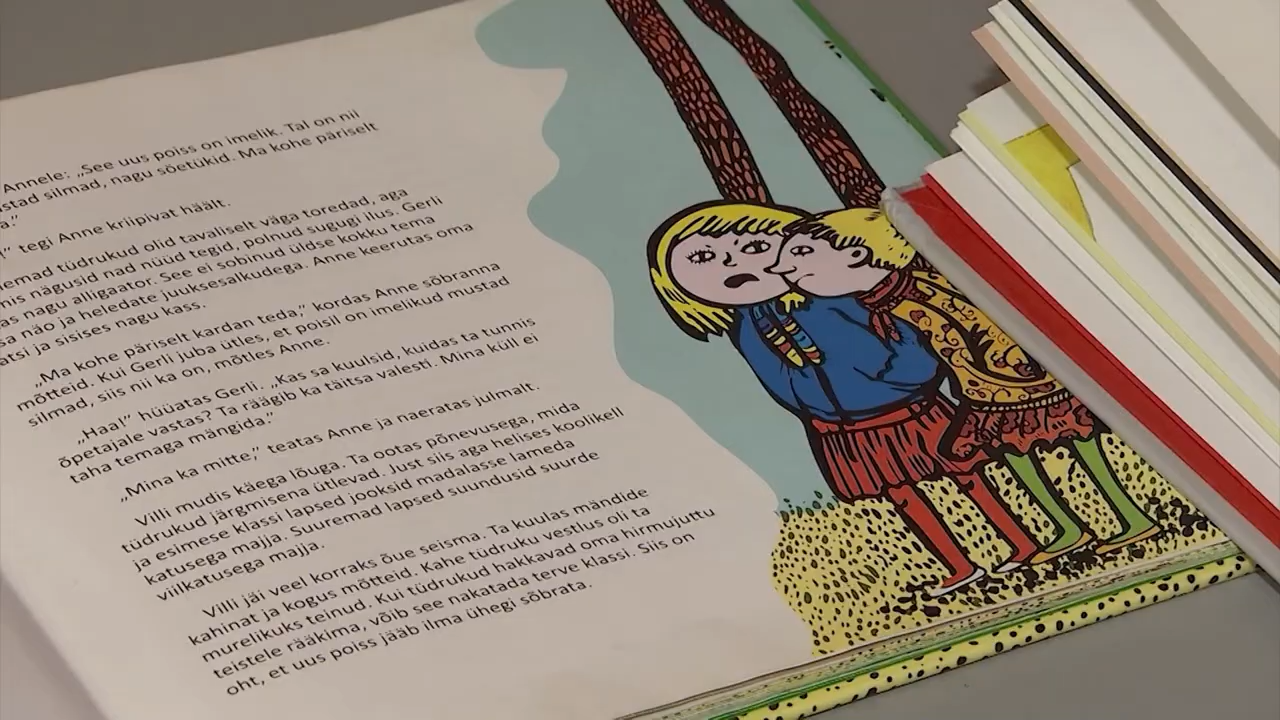 Annele: „See uus poiss on imelik. Tal on nii
stad silmad, nagu söetükid. Ma kohe päriselt
a.”
!” tegi Anne kriipivat häält.
emad tüdrukud olid tavaliselt väga toredad, aga
nis nägusid nad nüüd tegid, polnud sugugi ilus. Gerli
as nagu alligaator. See ei sobinud üldse kokku tema
sa näo ja heledate juuksesalkudega. Anne keerutas oma
atsi ja sisises nagu kass.
„Ma kohe päriselt kardan teda,” kordas Anne sõbranna
mõtteid. Kui Gerli juba ütles, et poisil on imelikud mustad
silmad, siis nii ka on, mõtles Anne.
„Haa!” hüüatas Gerli. „Kas sa kuulsid, kuidas ta tunnis
õpetajale vastas? Ta räägib ka täitsa valesti. Mina küll ei
taha temaga mängida.”
„Mina ka mitte,” teatas Anne ja naeratas julmalt.
Villi mudis käega lõuga. Ta ootas põnevusega, mida
tüdrukud järgmisena ütlevad. Just siis aga helises koolikell
ja esimese klassi lapsed jooksid madalasse lameda
katusega majja. Suuremad lapsed suundusid suurde
viilkatusega majja.
Villi jäi veel korraks õue seisma. Ta kuulas mändide
kahinat ja kogus mõtteid. Kahe tüdruku vestlus oli ta
murelikuks teinud. Kui tüdrukud hakkavad oma hirmujuttu
teistele rääkima, võib see nakatada terve klassi. Siis on
oht, et uus poiss jääb ilma ühegi sõbrata.